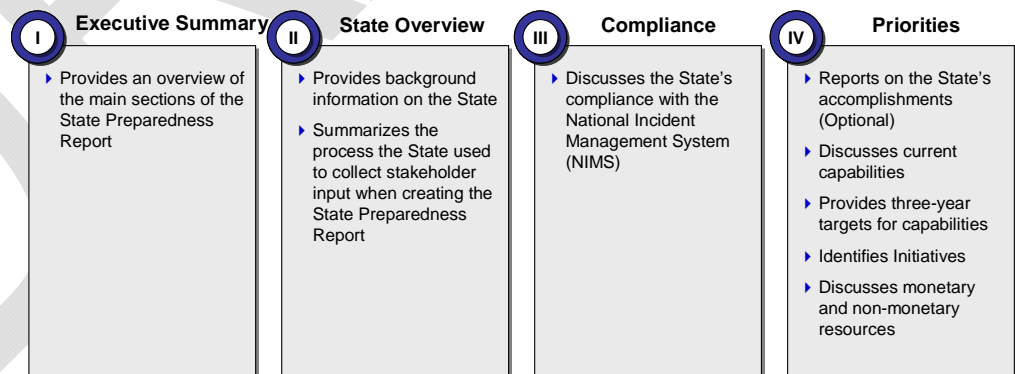 I
Executive Summary
Provides an overview of
the main sections of the
State Preparedness
Report
II
State Overview
Provides background
information on the State
Summarizes the
process the State used
to collect stakeholder
input when creating the
State Preparedness
Report
III
Compliance
Discusses the State's
compliance with the
National Incident
Management System
(NIMS)
IV
Priorities
Reports on the State's
accomplishments
(Optional)
Discusses current
capabilities
Provides three-year
targets for capabilities
Identifies Initiatives
Discusses monetary
and non-monetary
resources